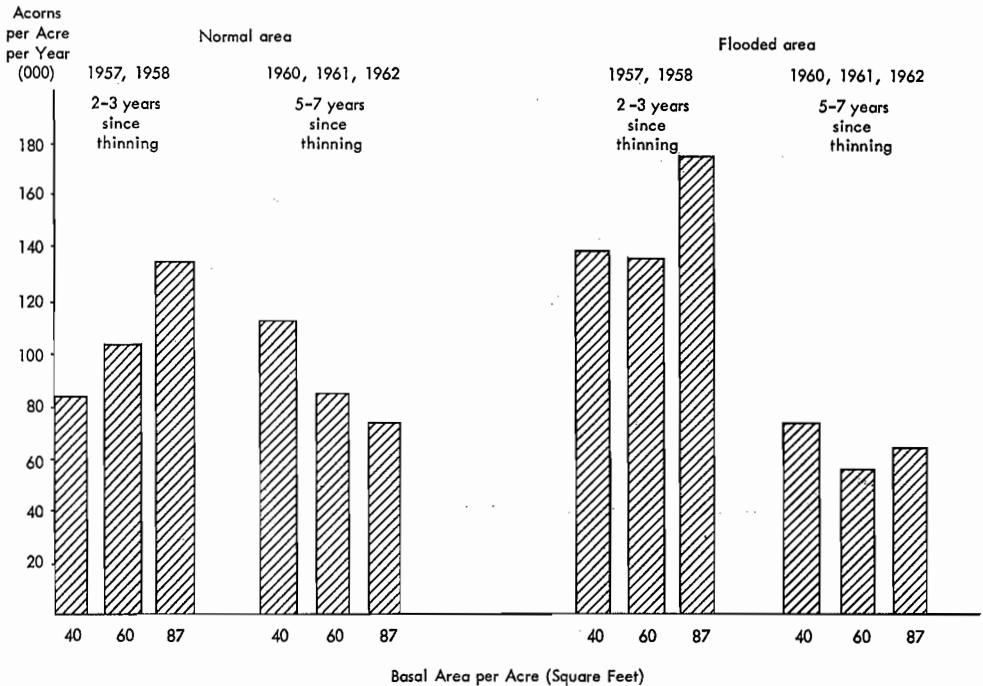 Acorns
per Acre
per Year
(000)
Normal area
1957, 1958
2-3 years
since
thinning
1960, 1961, 1962
5-7 years
since
thinning
Flooded area
1957, 1958
2-3 years
since
thinning
1960, 1961, 1962
5-7 years
since
thinning
180
160
140
120
100
80
60
40
20
40 60 87 40 60 87 40 60 87 40 60 87
Basal Area per Acre (Square Feet)